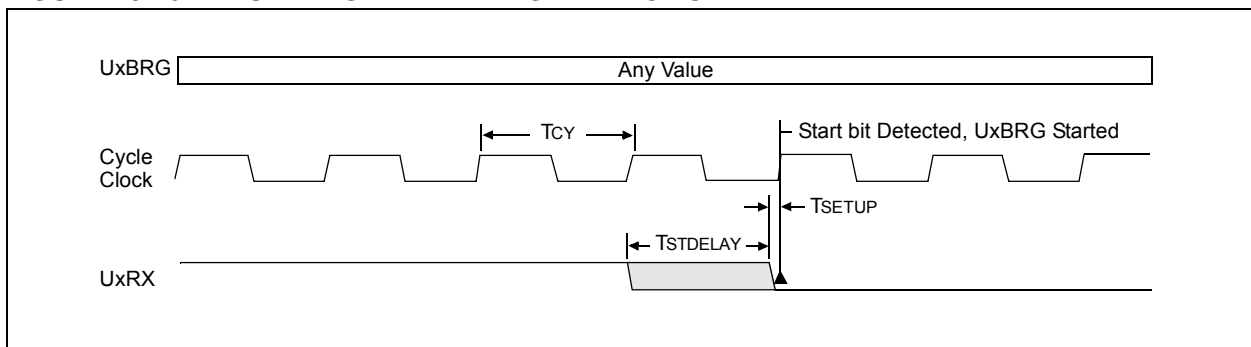 UxBRG
Any Value
TCY
Start bit Detected, UxBRG Started
Cycle
Clock
TSETUP
TSTDELAY
UxRX